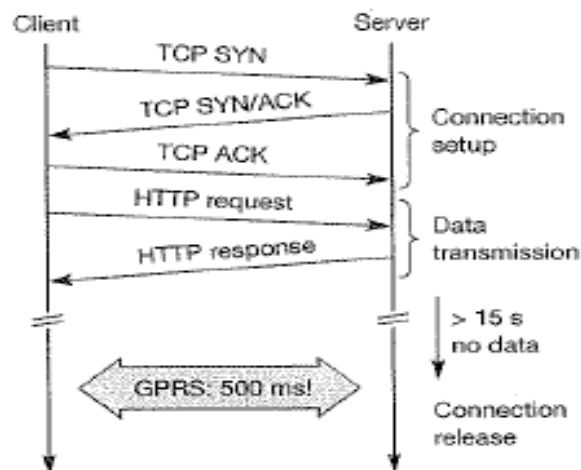 Client
Server
TCP SYN
TCP SYN/ACK
Connection
setup
TCP ACK
HTTP request
Data
transmission
HTTP response
> 15 s
no data
GPRS: 500 ms!
Connection
release